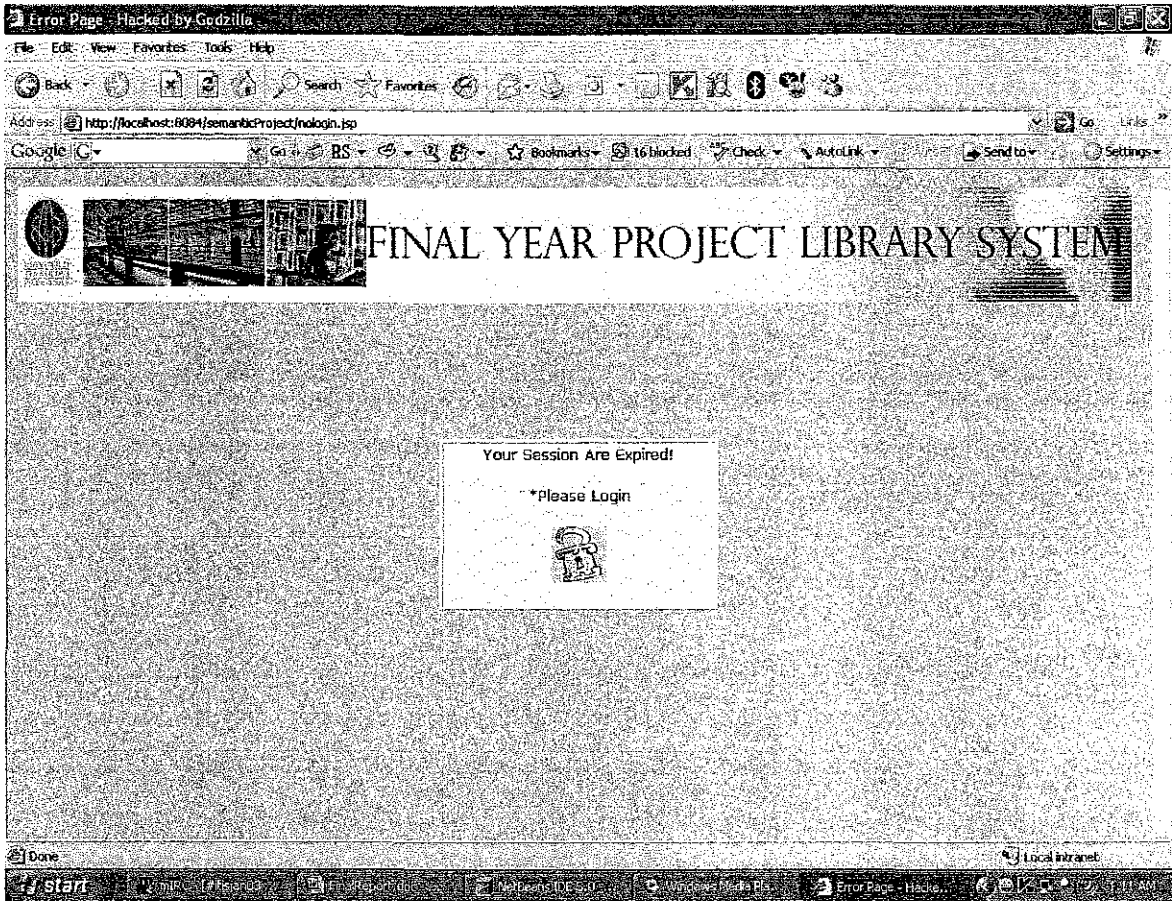 Error Page - Hacked by Godzilla
File Edit View Favorites Tools Help
Back Search Favorites
Address http://localhost:8084/semanticProject/nologin.jsp Go Links »
Google G Go RS Bookmarks 16 blocked Check AutoLink Send to Settings
FINAL YEAR PROJECT LIBRARY SYSTEM
Your Session Are Expired!
*Please Login
Done Local intranet
start FinalReport.doc NetBeans IDE 5.0 Windows Media Pla... Error Page - Hacke... AM